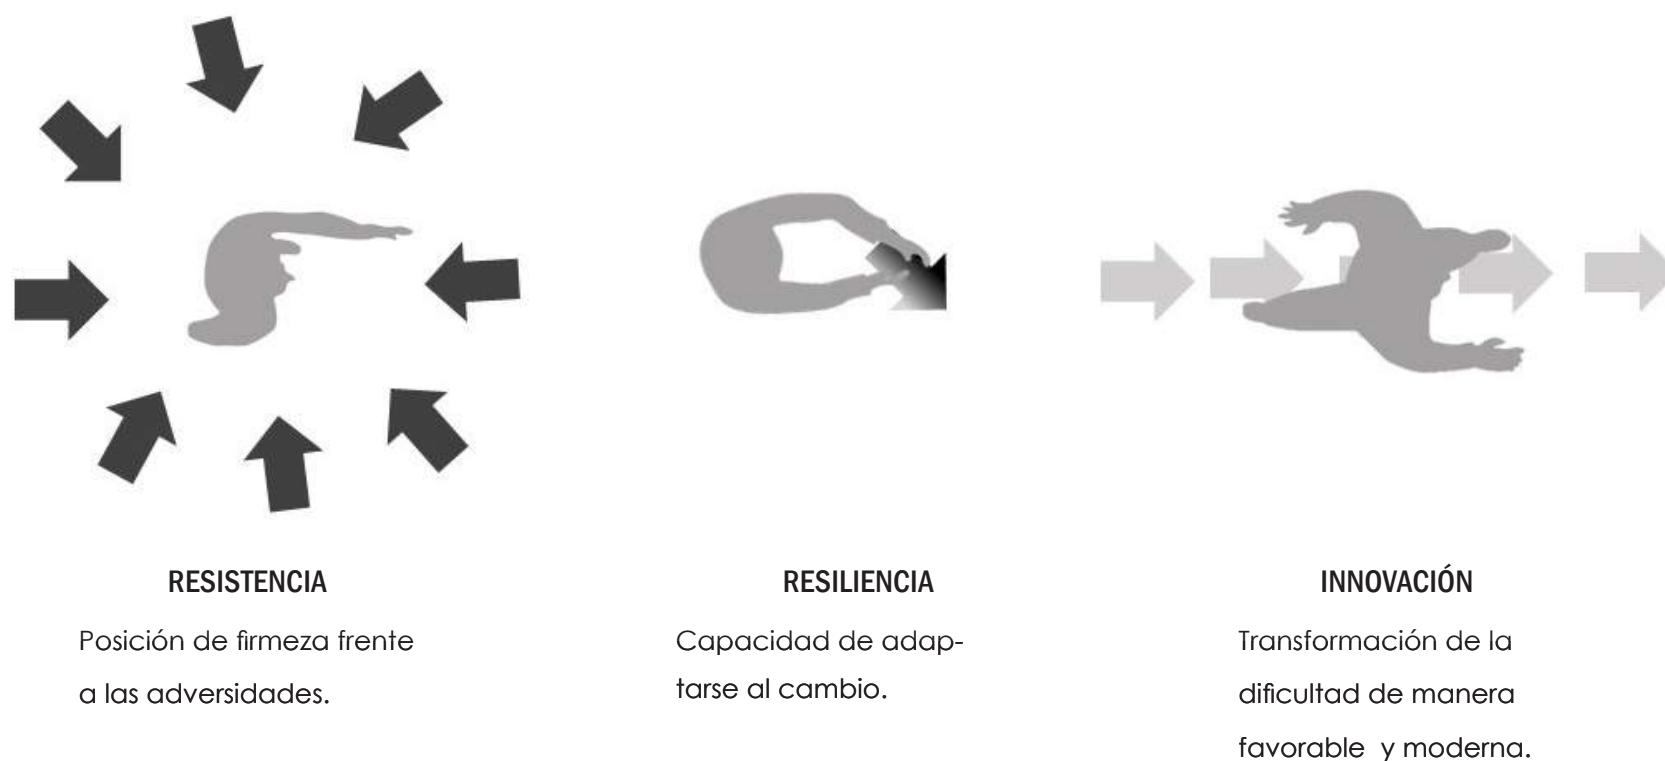 RESISTENCIA
Posición de firmeza frente
a las adversidades.
RESILIENCIA
Capacidad de adap-
tarse al cambio.
INNOVACIÓN
Transformación de la
dificultad de manera
favorable y moderna.